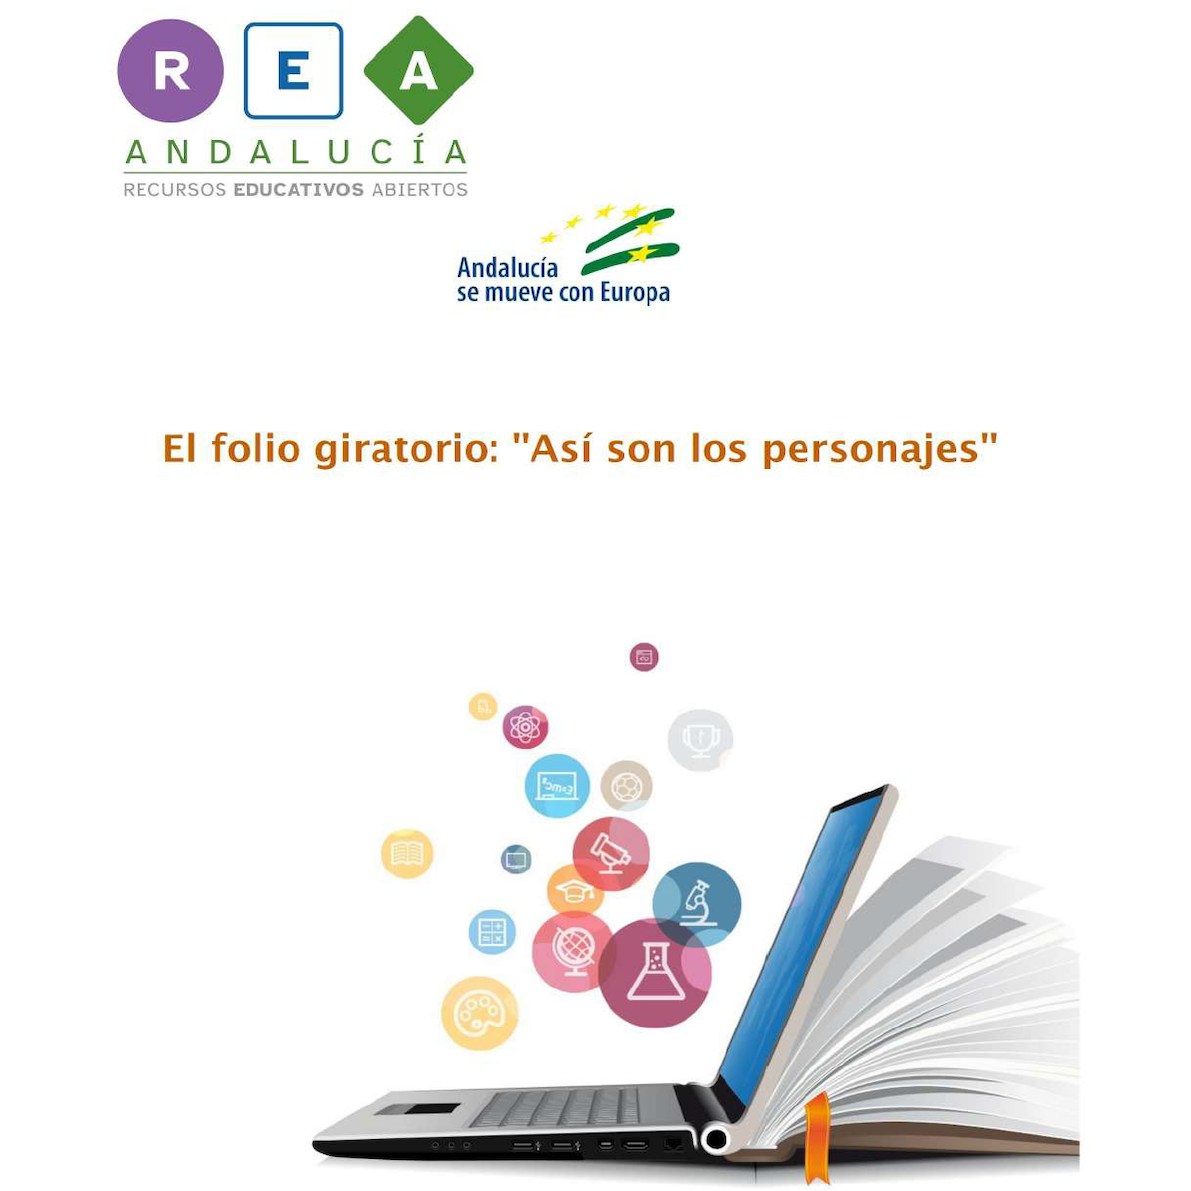 R E A
ANDALUCÍA
RECURSOS EDUCATIVOS ABIERTOS
Andalucía
se mueve con Europa
El folio giratorio: "Así son los personajes"